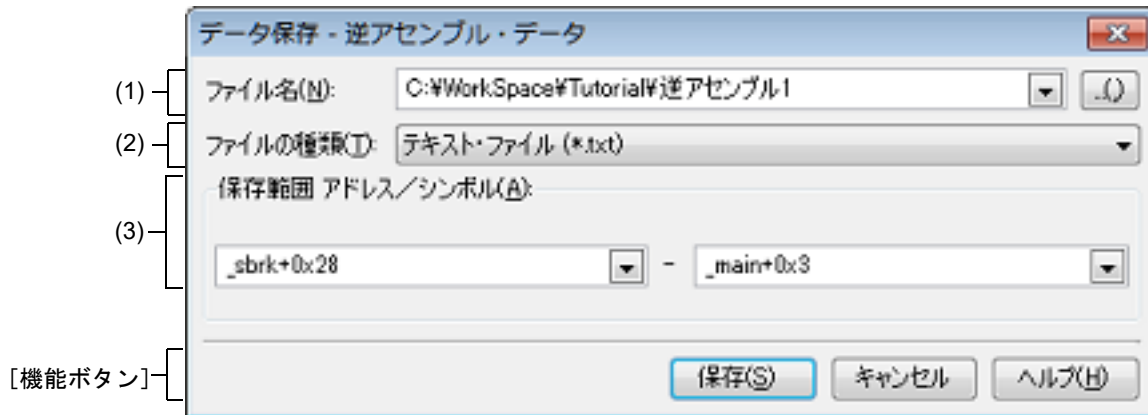 データ保存 - 逆アセンブル・データ
(1)
ファイル名(N):
C:¥WorkSpace¥Tutorial¥逆アセンブル1
...
(2)
ファイルの種類(T):
テキスト・ファイル (*.txt)
(3)
保存範囲 アドレス／シンボル(A):
_sbrk+0x28
-
_main+0x3
[機能ボタン]
保存(S)
キャンセル
ヘルプ(H)